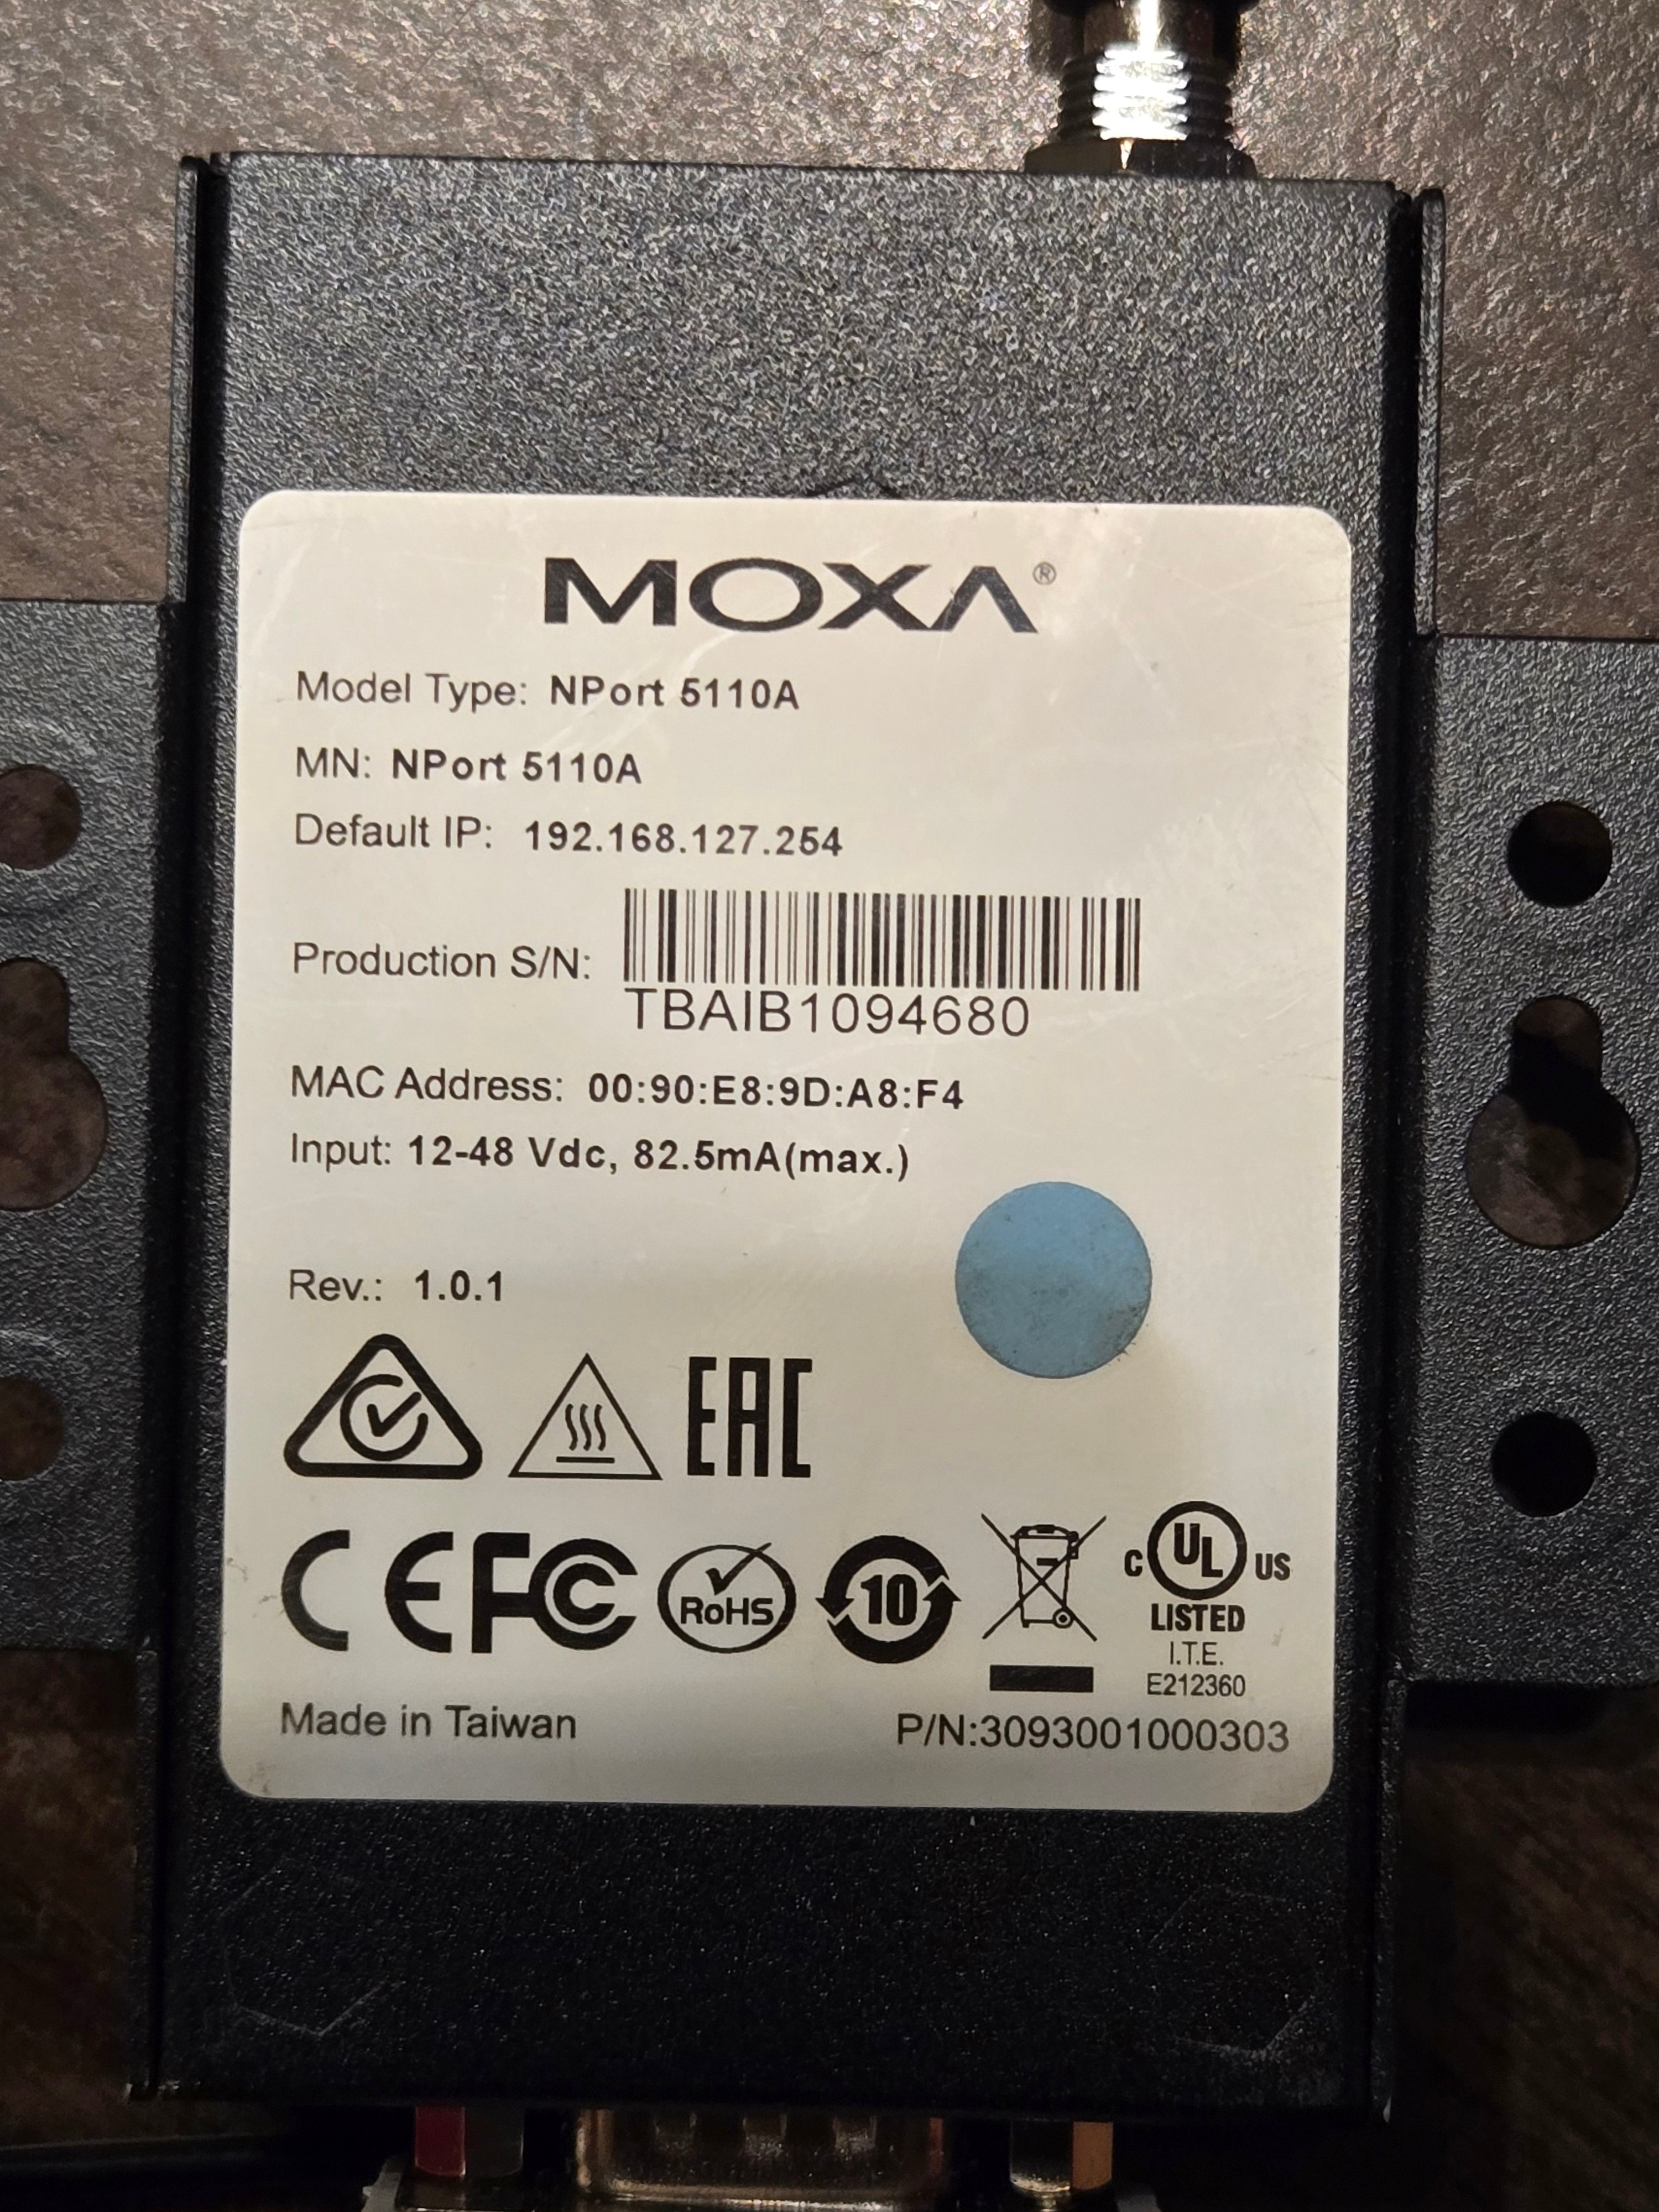 MOXA®
Model Type: NPort 5110A
MN: NPort 5110A
Default IP: 192.168.127.254
Production S/N:
TBAIB1094680
MAC Address: 00:90:E8:9D:A8:F4
Input: 12-48 Vdc, 82.5mA(max.)
Rev.: 1.0.1
EAC
CE FC RoHS 10 C UL US
LISTED
I.T.E.
E212360
Made in Taiwan P/N:3093001000303